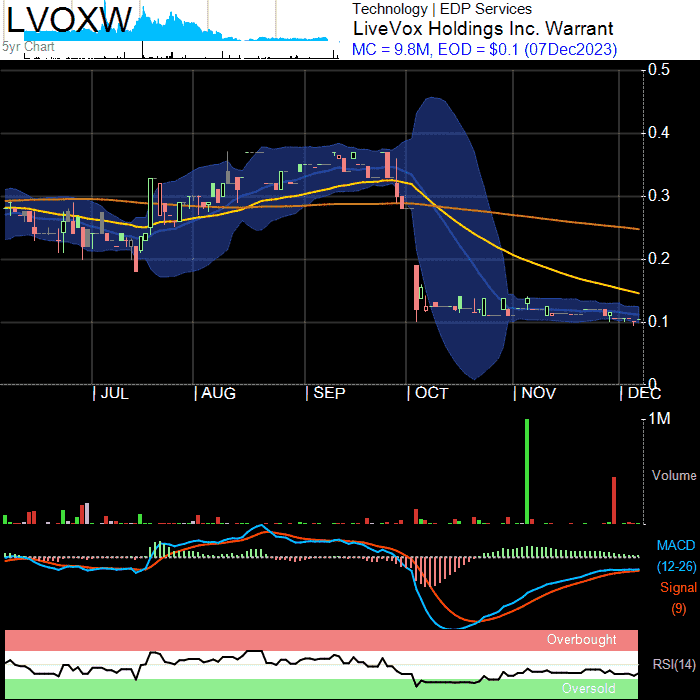 LVOXW
5yr Chart
Technology | EDP Services
LiveVox Holdings Inc. Warrant
MC = 9.8M, EOD = $0.1 (07Dec2023)
0.5
0.4
0.3
0.2
0.1
0
JUL AUG SEP OCT NOV DEC
1M
Volume
MACD
(12-26)
Signal
(9)
Overbought
RSI(14)
Oversold